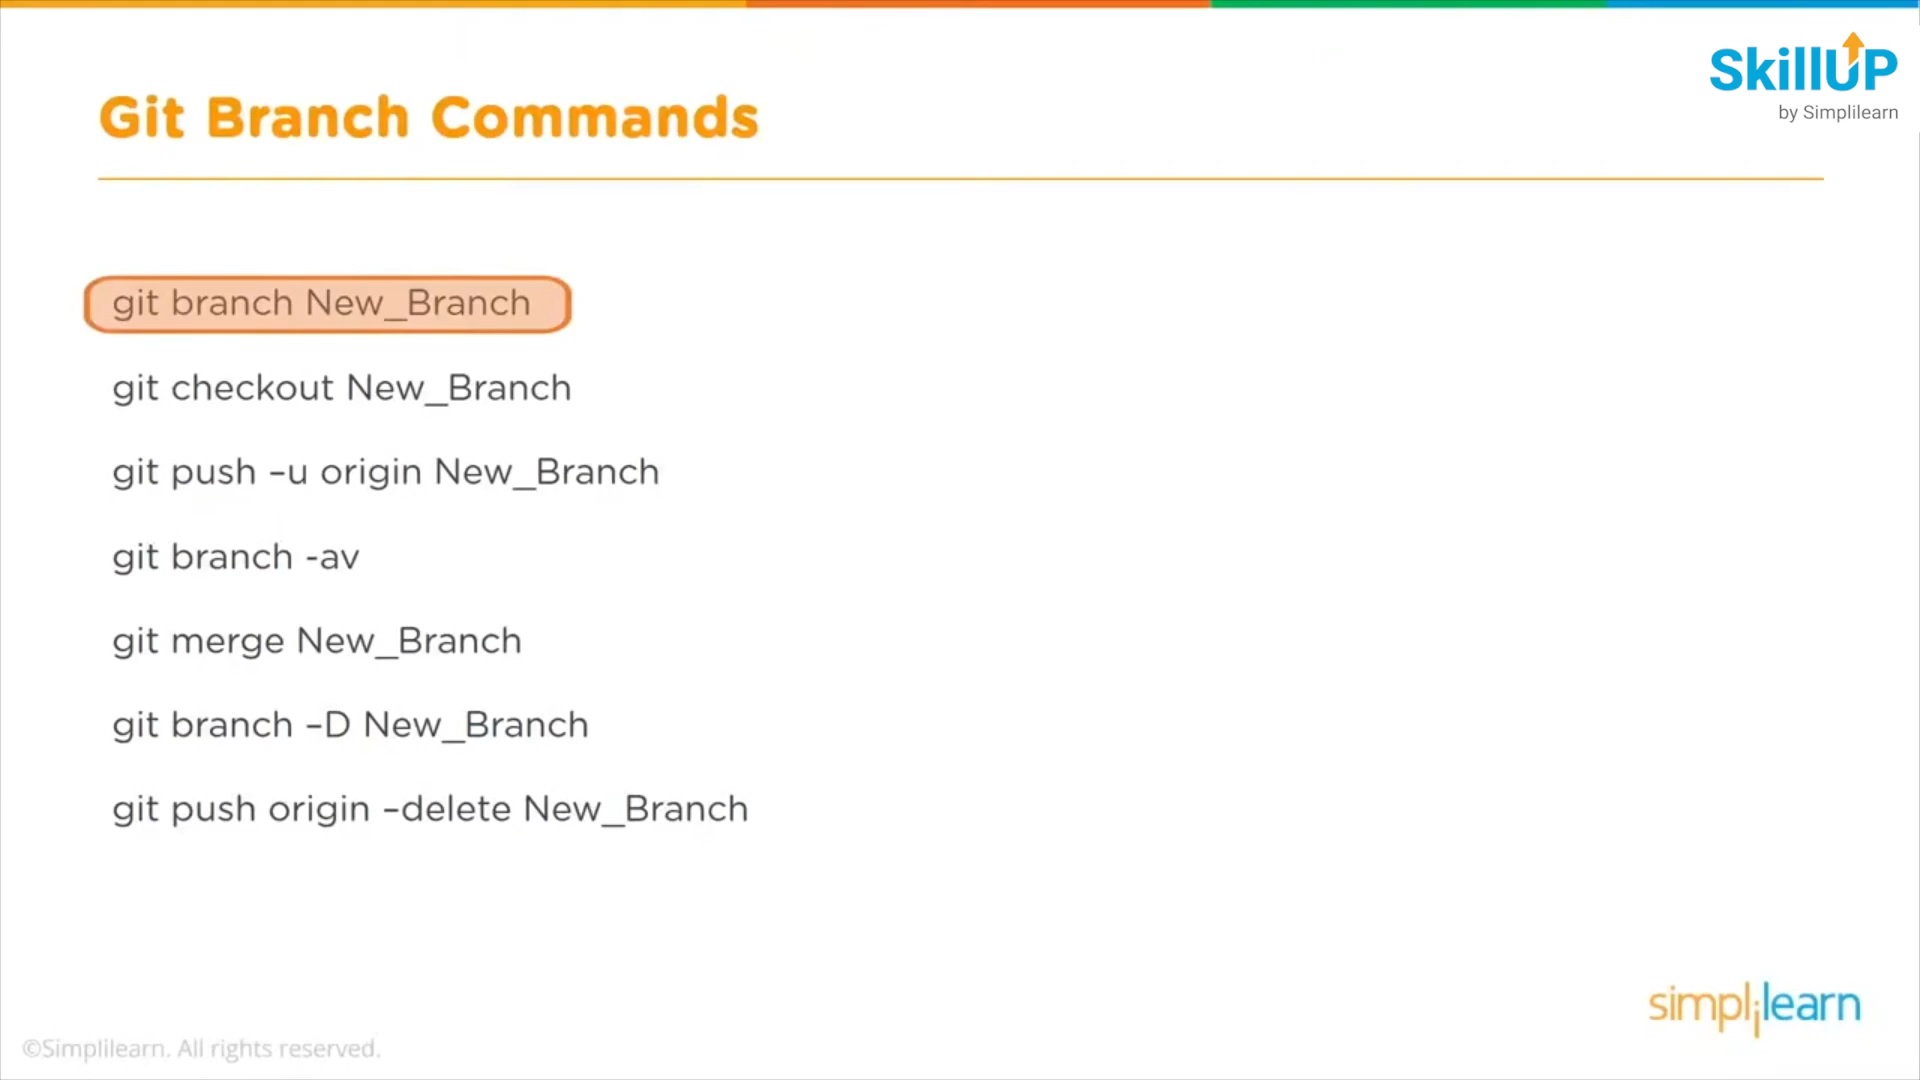 SkillUP
by Simplilearn
Git Branch Commands
git branch New_Branch
git checkout New_Branch
git push –u origin New_Branch
git branch -av
git merge New_Branch
git branch –D New_Branch
git push origin –delete New_Branch
simplilearn
©Simplilearn. All rights reserved.